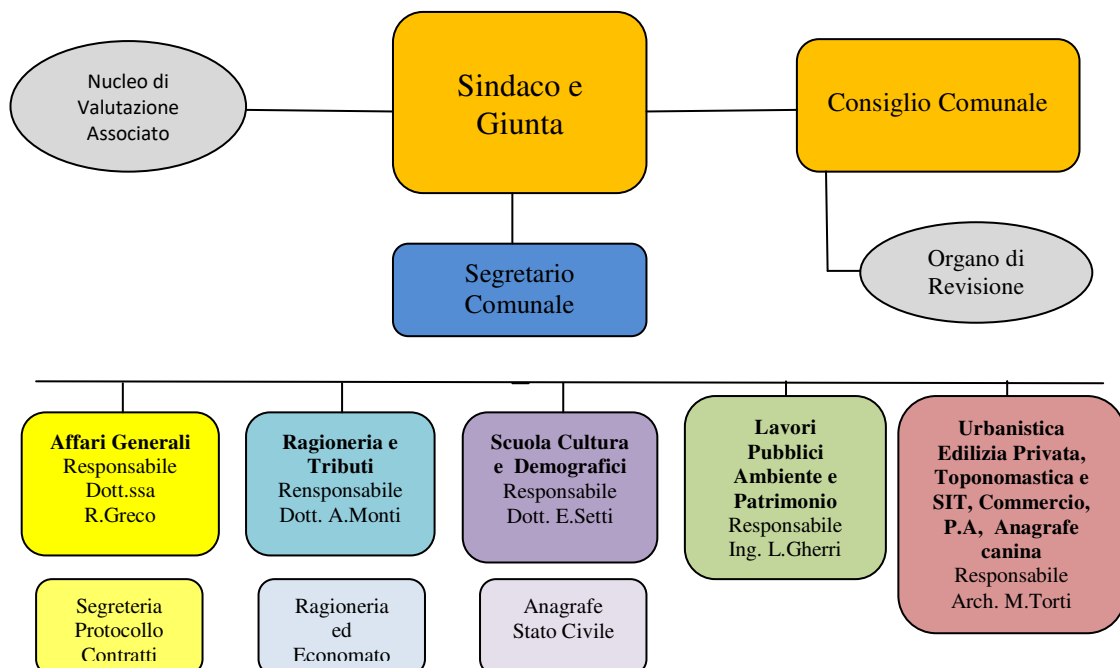 Nucleo di
Valutazione
Associato
Sindaco e
Giunta
Consiglio Comunale
Segretario
Comunale
Organo di
Revisione
Affari Generali
Responsabile
Dott.ssa
R.Greco
Ragioneria e
Tributi
Rensponsabile
Dott. A.Monti
Scuola Cultura
e Demografici
Responsabile
Dott. E.Setti
Lavori
Pubblici
Ambiente e
Patrimonio
Responsabile
Ing. L.Gherri
Urbanistica
Edilizia Privata,
Toponomastica e
SIT, Commercio,
P.A, Anagrafe
canina
Responsabile
Arch. M.Torti
Segreteria
Protocollo
Contratti
Ragioneria
ed
Economato
Anagrafe
Stato Civile